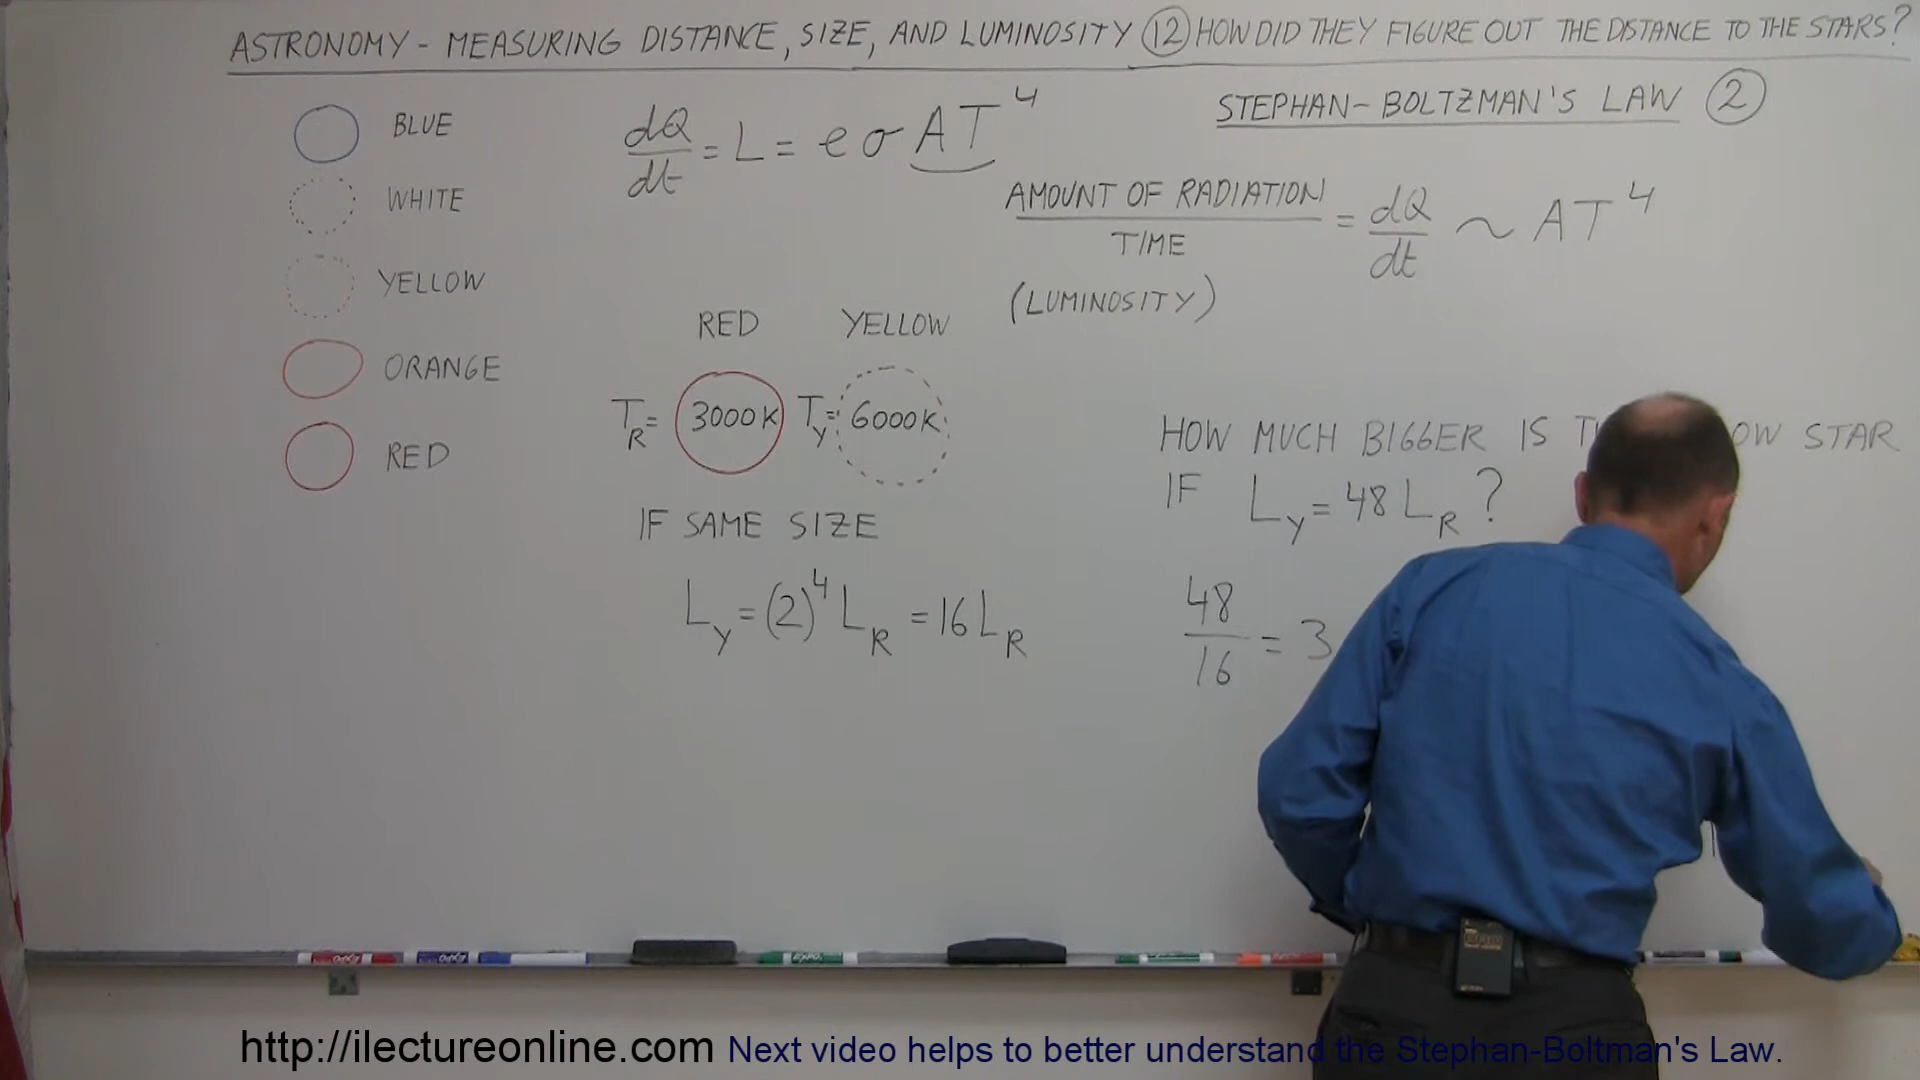 ASTRONOMY - MEASURING DISTANCE, SIZE, AND LUMINOSITY 12 HOW DID THEY FIGURE OUT THE DISTANCE TO THE STARS?
STEPHAN-BOLTZMAN'S LAW 2
BLUE
WHITE
YELLOW
ORANGE
RED
dQ/dt = L = e σ A T^4
AMOUNT OF RADIATION / TIME = dQ/dt ~ A T^4
(LUMINOSITY)
RED YELLOW
T_R = 3000K T_Y = 6000K
IF SAME SIZE
L_Y = (2)^4 L_R = 16 L_R
HOW MUCH BIGGER IS STAR
IF L_Y = 48 L_R ?
48/16 = 3
http://ilectureonline.com Next video helps to better understand the Stephan-Boltman's Law.